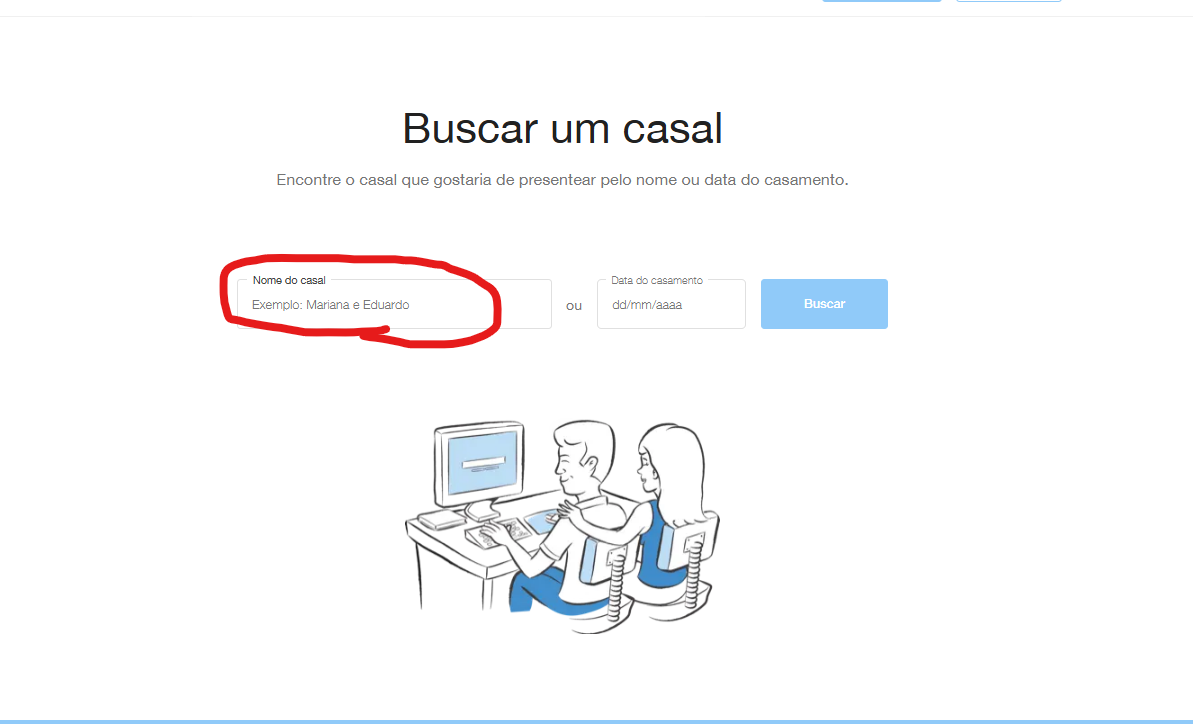 Buscar um casal
Encontre o casal que gostaria de presentear pelo nome ou data do casamento.
Nome do casal
Exemplo: Mariana e Eduardo
ou
Data do casamento
dd/mm/aaaa
Buscar